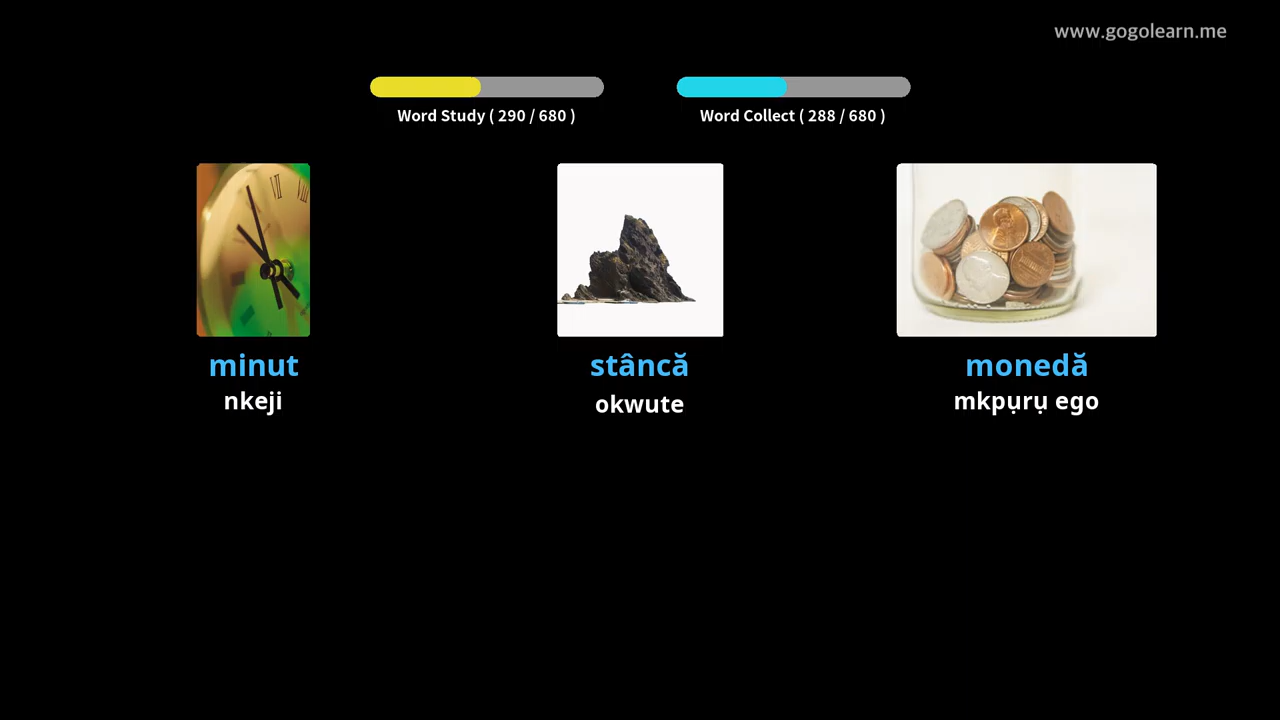 www.gogolearn.me
Word Study ( 290 / 680 )
Word Collect ( 288 / 680 )
minut
nkeji
stâncă
okwute
monedă
mkpụrụ ego